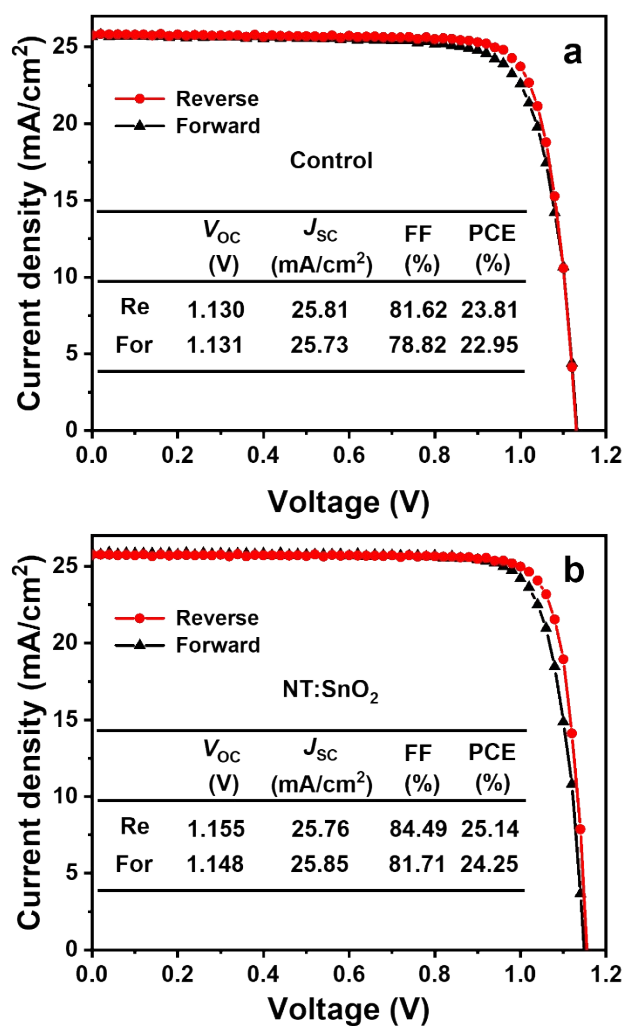 a
Current density (mA/cm²)
25
20
15
10
5
0
Reverse
Forward
Control
V_OC J_SC FF PCE
(V) (mA/cm²) (%) (%)
Re 1.130 25.81 81.62 23.81
For 1.131 25.73 78.82 22.95
0.0 0.2 0.4 0.6 0.8 1.0 1.2
Voltage (V)
b
Current density (mA/cm²)
25
20
15
10
5
0
Reverse
Forward
NT:SnO₂
V_OC J_SC FF PCE
(V) (mA/cm²) (%) (%)
Re 1.155 25.76 84.49 25.14
For 1.148 25.85 81.71 24.25
0.0 0.2 0.4 0.6 0.8 1.0 1.2
Voltage (V)